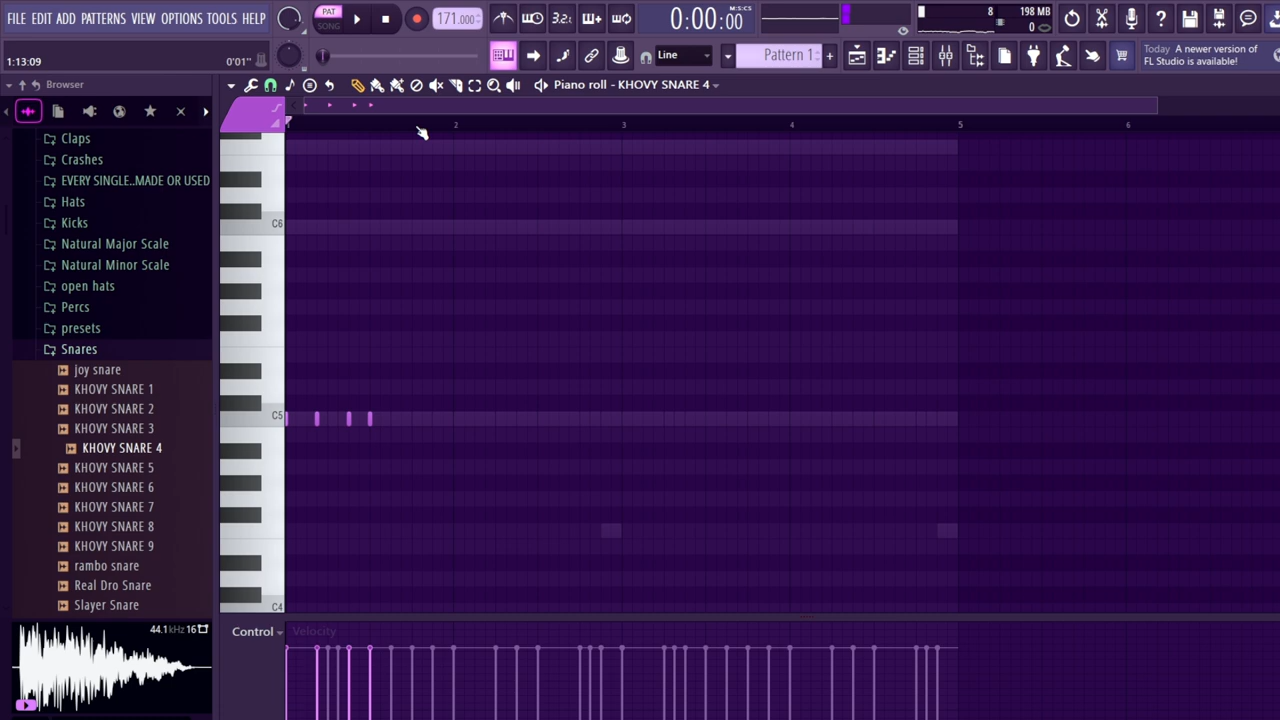 FILE EDIT ADD PATTERNS VIEW OPTIONS TOOLS HELP
PAT
SONG
171.000
3.2.
0:00:00
M:S:CS
8
198 MB
0
1:13:09
0'01"
Line
Pattern 1
+
Today A newer version of
FL Studio is available!
Browser
Piano roll - KHOVY SNARE 4
1 2 3 4 5 6
Claps
Crashes
EVERY SINGLE..MADE OR USED
Hats
Kicks
Natural Major Scale
Natural Minor Scale
open hats
Percs
presets
Snares
joy snare
KHOVY SNARE 1
KHOVY SNARE 2
KHOVY SNARE 3
KHOVY SNARE 4
KHOVY SNARE 5
KHOVY SNARE 6
KHOVY SNARE 7
KHOVY SNARE 8
KHOVY SNARE 9
rambo snare
Real Dro Snare
Slayer Snare
C6
C5
C4
44.1kHz 16
Control
Velocity